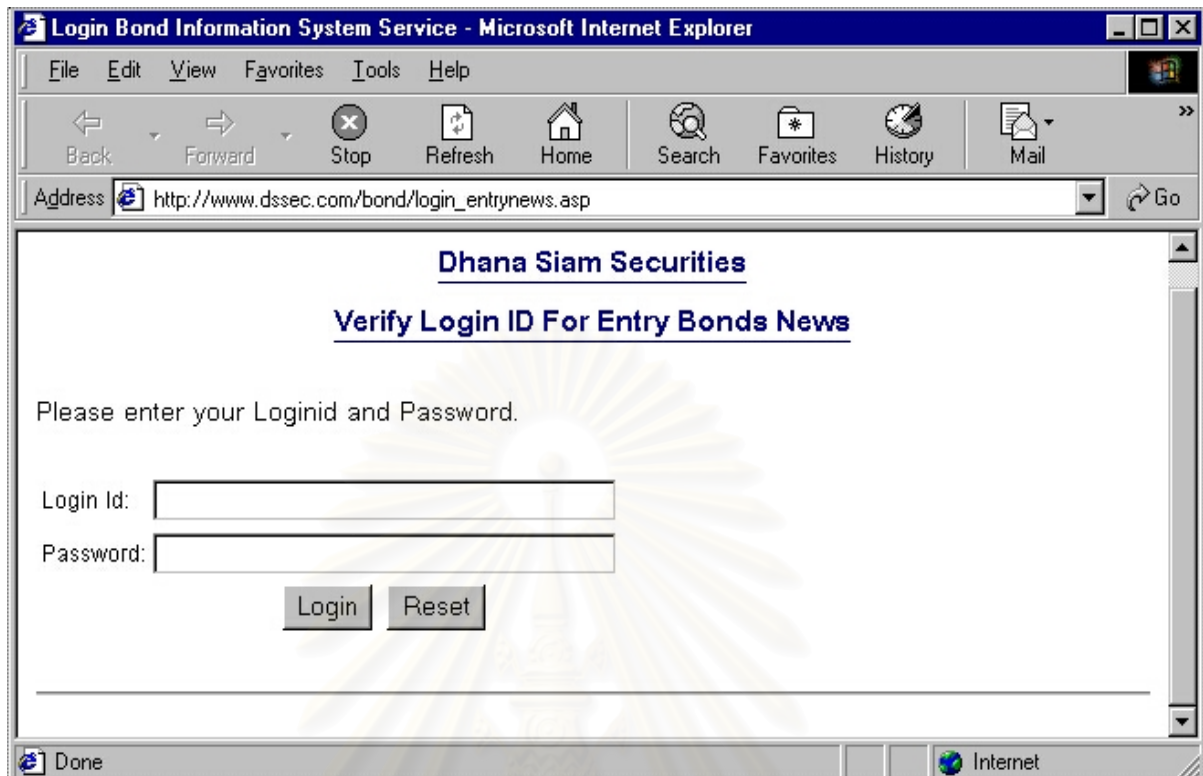 Login Bond Information System Service - Microsoft Internet Explorer
File Edit View Favorites Tools Help
Back Forward Stop Refresh Home Search Favorites History Mail »
Address http://www.dssec.com/bond/login_entrynews.asp Go
Dhana Siam Securities
Verify Login ID For Entry Bonds News
Please enter your Loginid and Password.
Login Id:
Password:
Login Reset
Done Internet